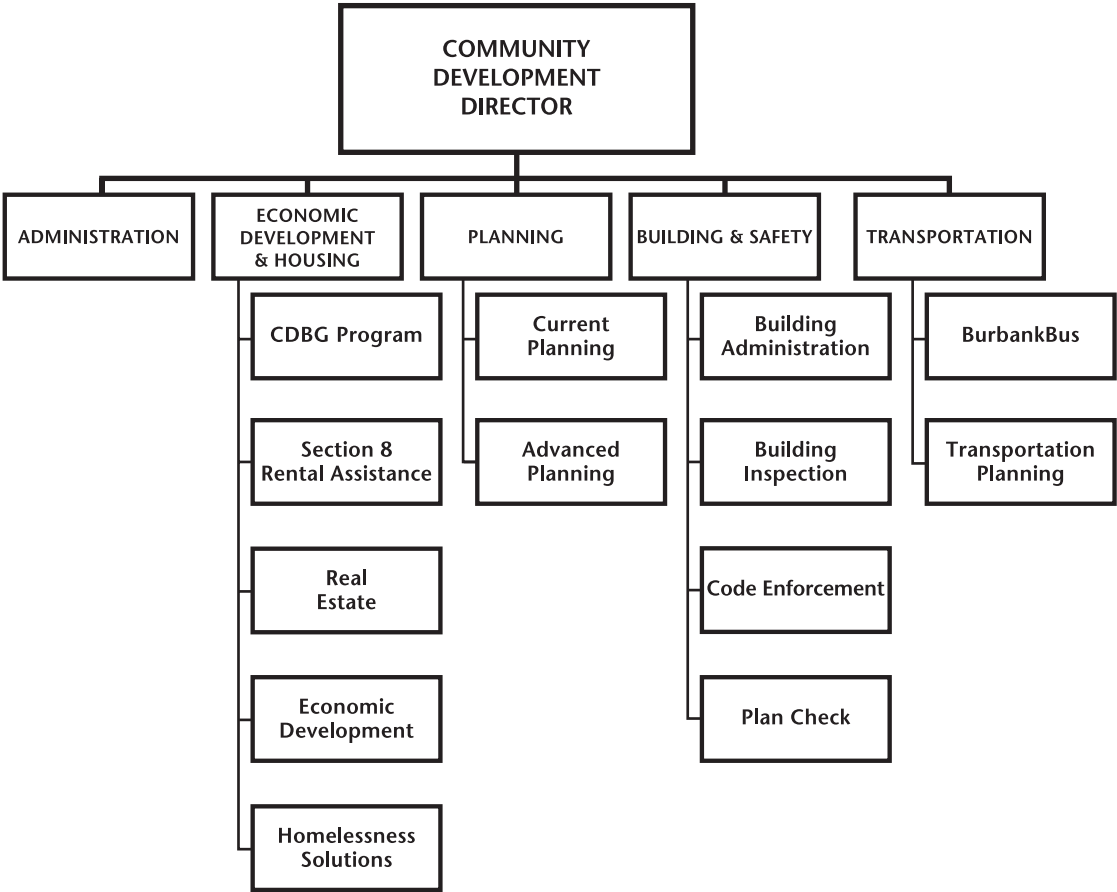 COMMUNITY
DEVELOPMENT
DIRECTOR
ADMINISTRATION
ECONOMIC
DEVELOPMENT
& HOUSING
PLANNING
BUILDING & SAFETY
TRANSPORTATION
CDBG Program
Section 8
Rental Assistance
Real
Estate
Economic
Development
Homelessness
Solutions
Current
Planning
Advanced
Planning
Building
Administration
Building
Inspection
Code Enforcement
Plan Check
BurbankBus
Transportation
Planning